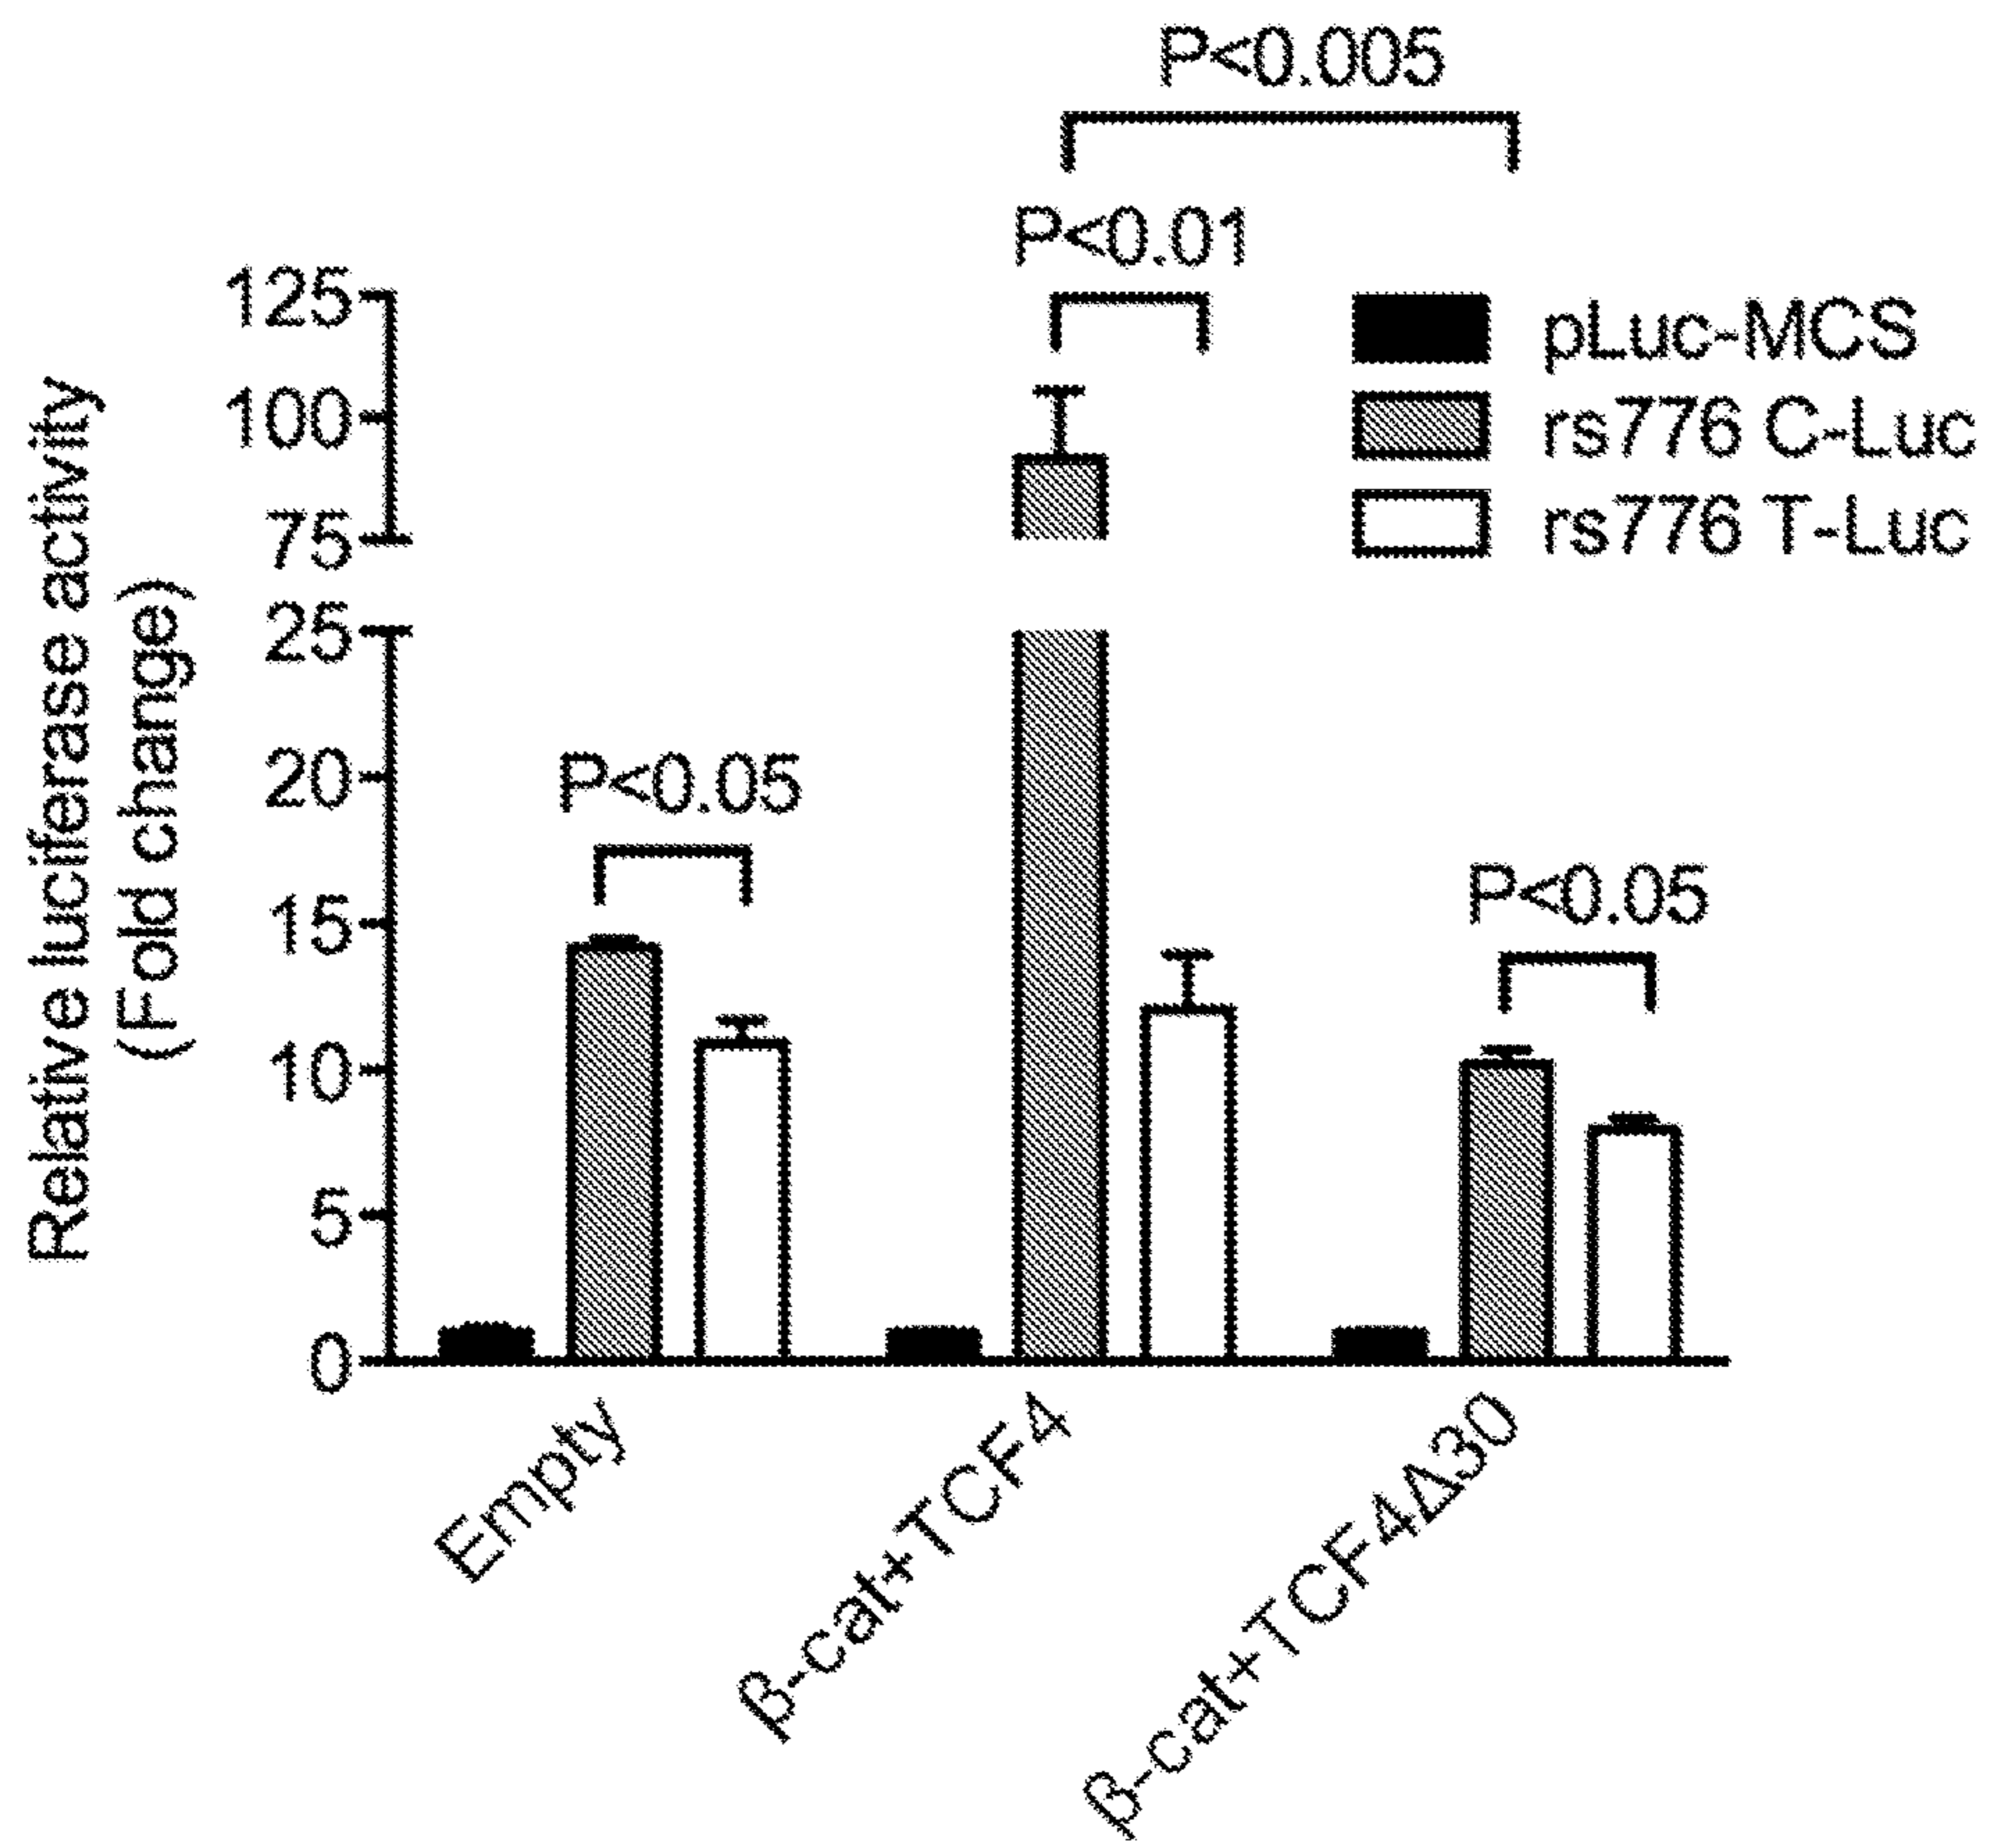 P<0.005
P<0.01
125
100
75
25
20
15
10
5
0
Relative luciferase activity
(Fold change)
pLuc-MCS
rs776 C-Luc
rs776 T-Luc
P<0.05
P<0.05
Empty
β-cat+TCF4
β-cat+TCF4Δ30